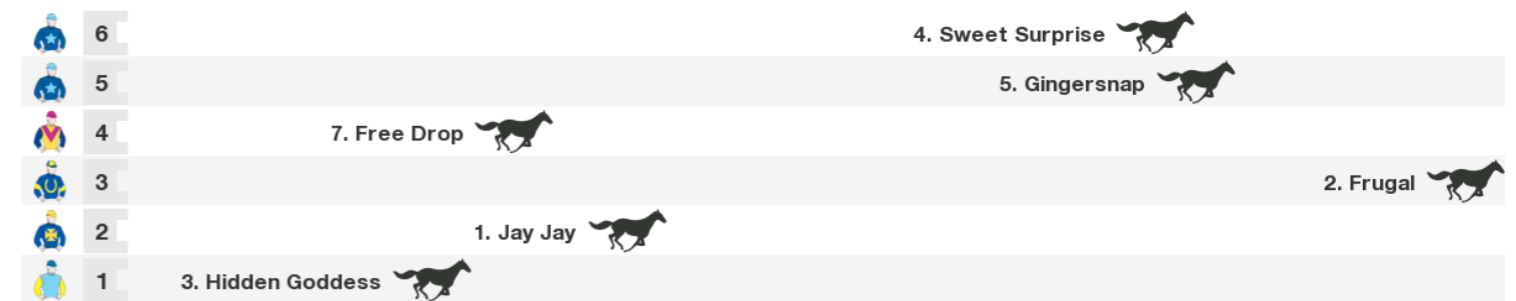 6 4. Sweet Surprise
5 5. Gingersnap
4 7. Free Drop
3 2. Frugal
2 1. Jay Jay
1 3. Hidden Goddess